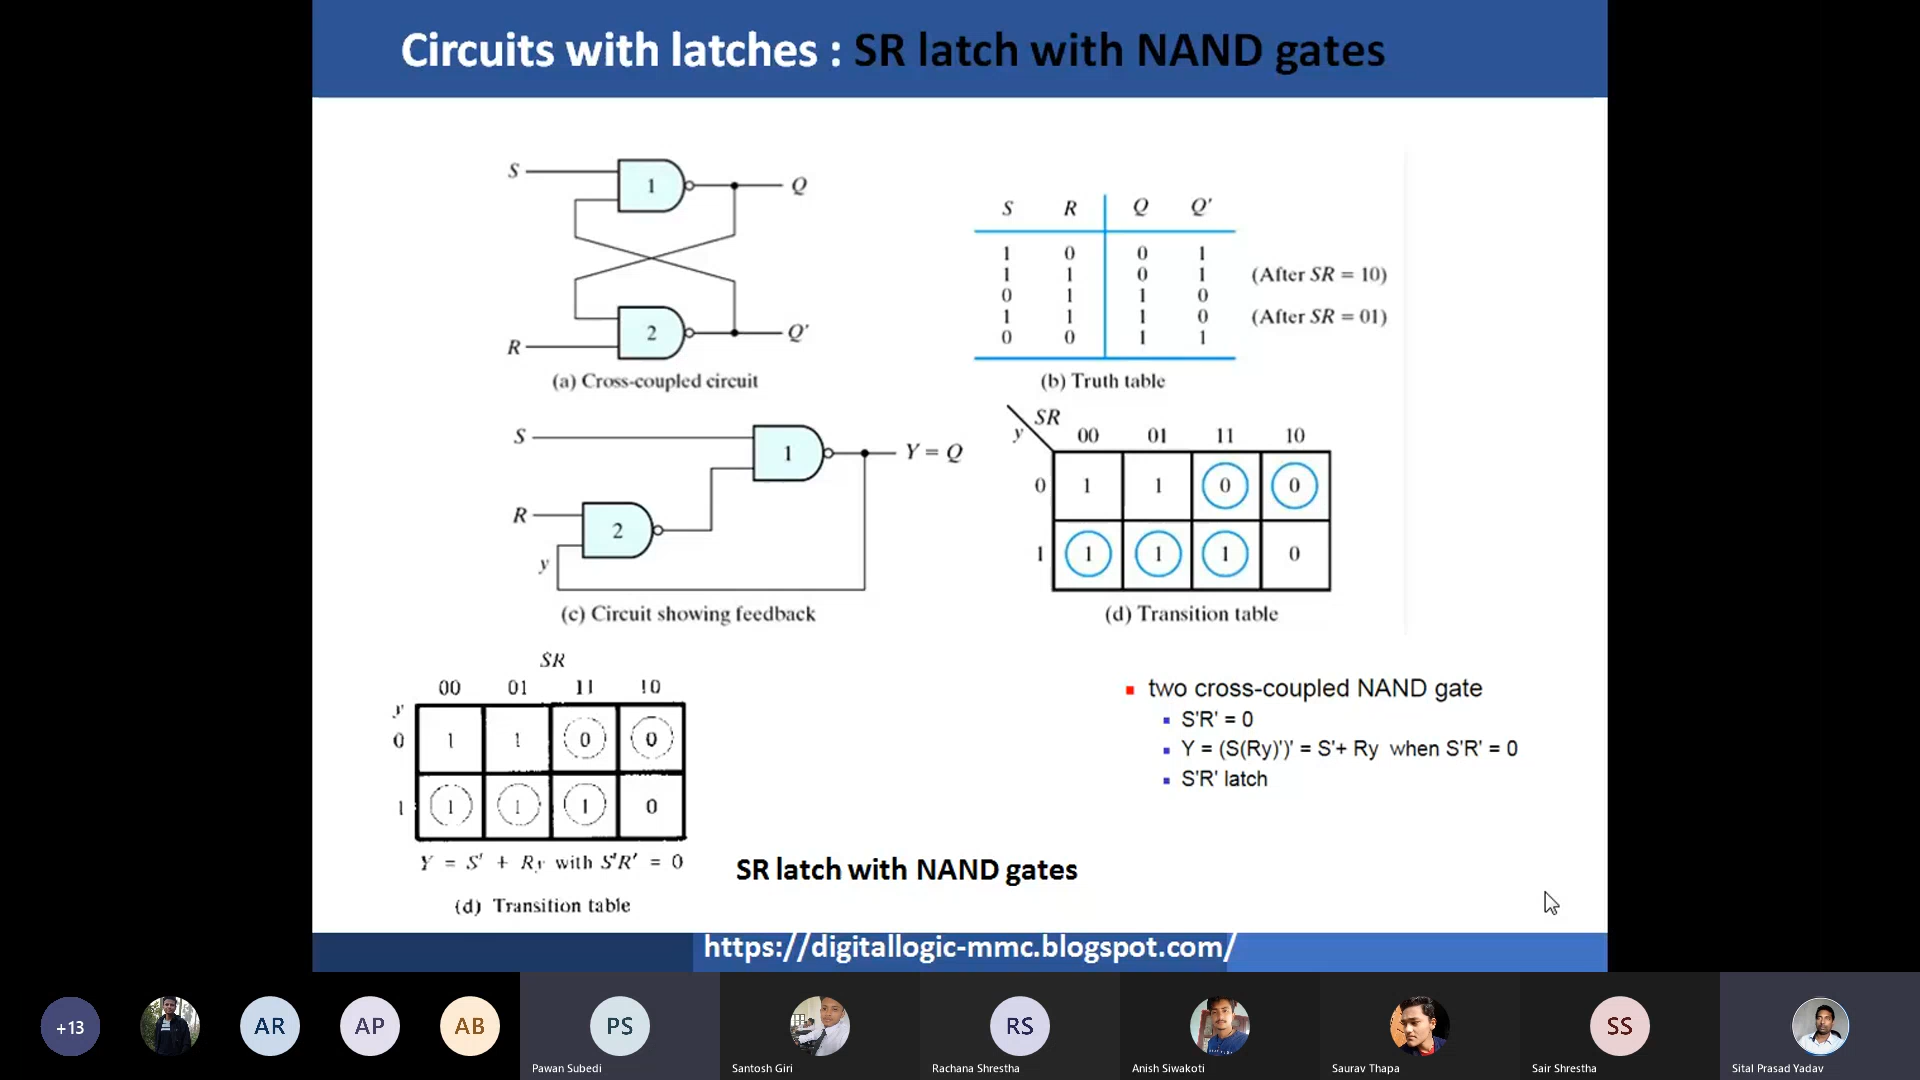 Circuits with latches : SR latch with NAND gates
S
1
Q
2
Q'
R
(a) Cross-coupled circuit
S R Q Q'
1 0 0 1
1 1 0 1 (After SR = 10)
0 1 1 0
1 1 1 0 (After SR = 01)
0 0 1 1
(b) Truth table
S
1
Y = Q
R
2
y
(c) Circuit showing feedback
SR
y
00 01 11 10
0 1 1 0 0
1 1 1 1 0
(d) Transition table
SR
00 01 11 10
y
0 1 1 0 0
1 1 1 1 0
Y = S' + Ry with S'R' = 0
(d) Transition table
two cross-coupled NAND gate
S'R' = 0
Y = (S(Ry)')' = S'+ Ry when S'R' = 0
S'R' latch
SR latch with NAND gates
https://digitallogic-mmc.blogspot.com/
+13
AR
AP
AB
PS
RS
SS
Pawan Subedi
Santosh Giri
Rachana Shrestha
Anish Siwakoti
Saurav Thapa
Sair Shrestha
Sital Prasad Yadav